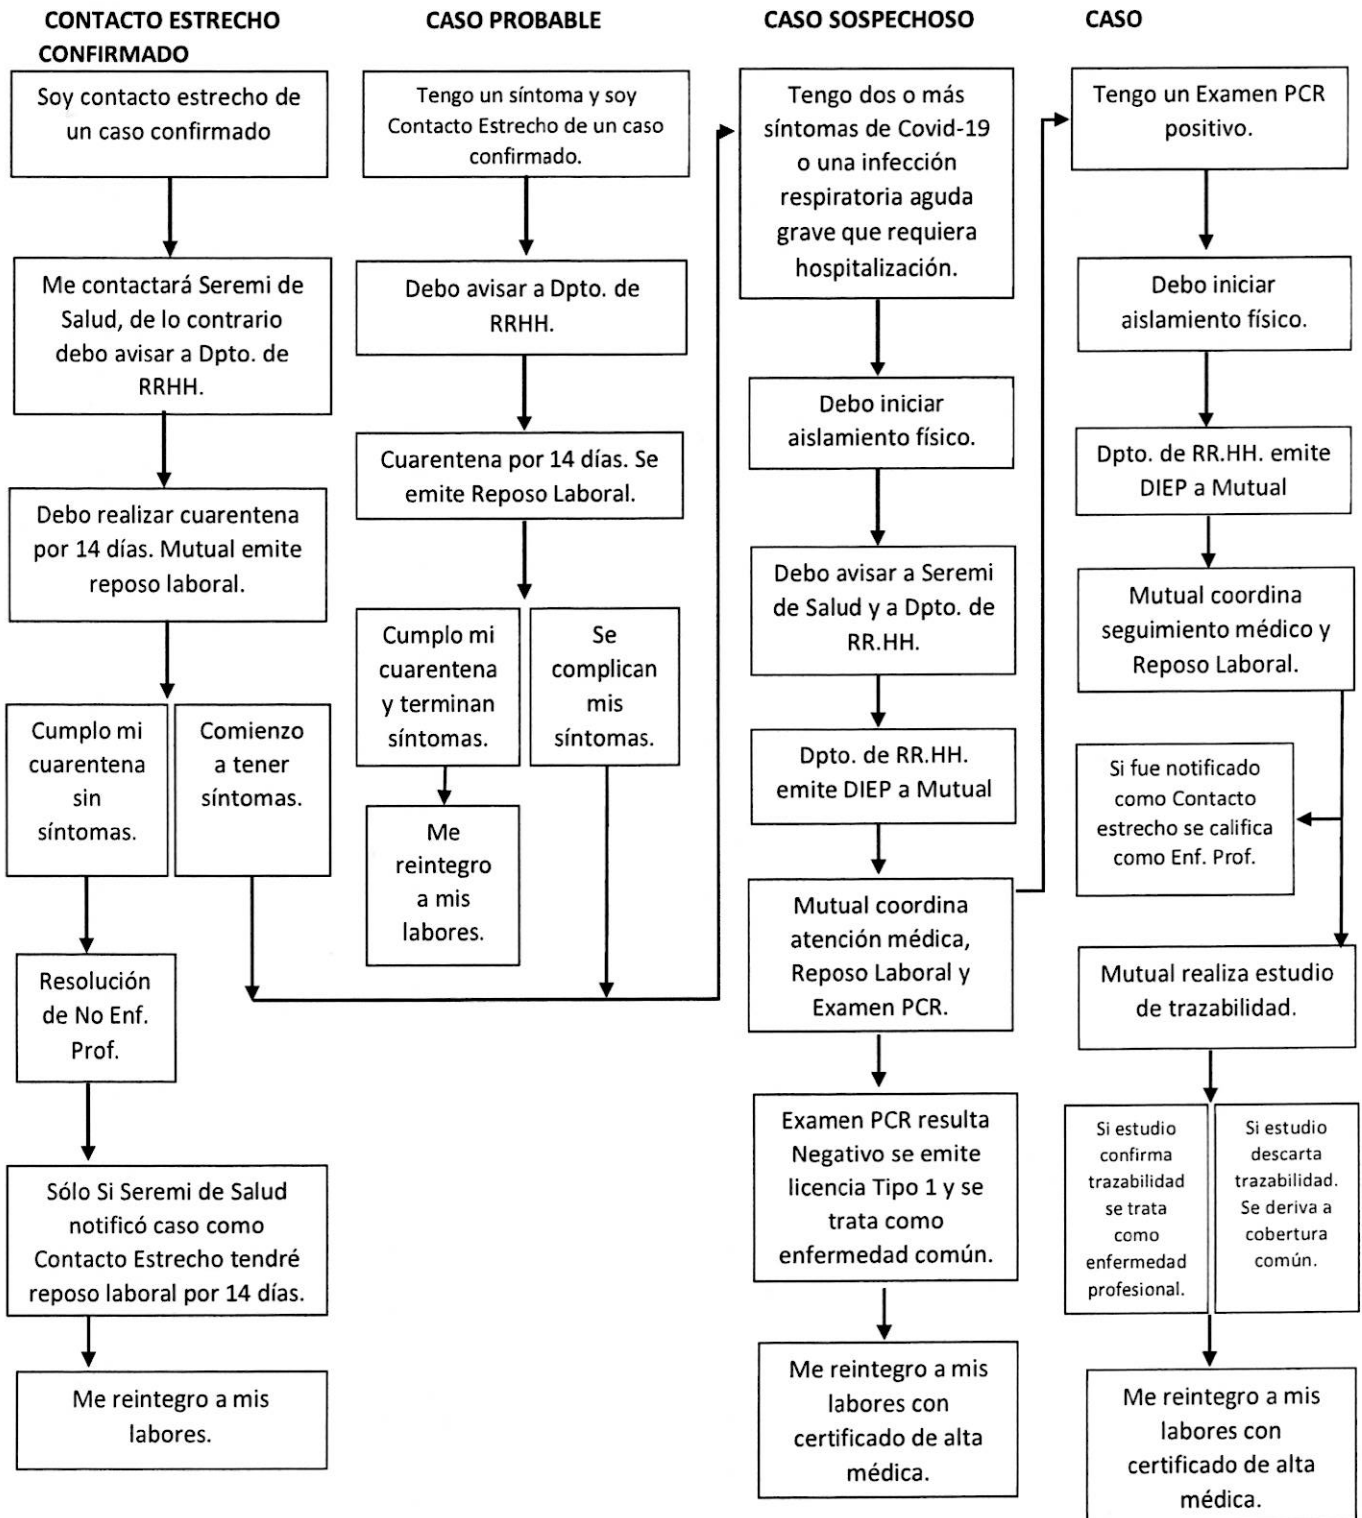 CONTACTO ESTRECHO
CONFIRMADO
Soy contacto estrecho de
un caso confirmado
Me contactará Seremi de
Salud, de lo contrario
debo avisar a Dpto. de
RRHH.
Debo realizar cuarentena
por 14 días. Mutual emite
reposo laboral.
Cumplo mi
cuarentena
sin
síntomas.
Comienzo
a tener
síntomas.
Resolución
de No Enf.
Prof.
Sólo Si Seremi de Salud
notificó caso como
Contacto Estrecho tendré
reposo laboral por 14 días.
Me reintegro a mis
labores.
CASO PROBABLE
Tengo un síntoma y soy
Contacto Estrecho de un caso
confirmado.
Debo avisar a Dpto. de
RRHH.
Cuarentena por 14 días. Se
emite Reposo Laboral.
Cumplo mi
cuarentena
y terminan
síntomas.
Se
complican
mis
síntomas.
Me
reintegro
a mis
labores.
CASO SOSPECHOSO
Tengo dos o más
síntomas de Covid-19
o una infección
respiratoria aguda
grave que requiera
hospitalización.
Debo iniciar
aislamiento físico.
Debo avisar a Seremi
de Salud y a Dpto. de
RR.HH.
Dpto. de RR.HH.
emite DIEP a Mutual
Mutual coordina
atención médica,
Reposo Laboral y
Examen PCR.
Examen PCR resulta
Negativo se emite
licencia Tipo 1 y se
trata como
enfermedad común.
Me reintegro a mis
labores con
certificado de alta
médica.
CASO
Tengo un Examen PCR
positivo.
Debo iniciar
aislamiento físico.
Dpto. de RR.HH. emite
DIEP a Mutual
Mutual coordina
seguimiento médico y
Reposo Laboral.
Si fue notificado
como Contacto
estrecho se califica
como Enf. Prof.
Mutual realiza estudio
de trazabilidad.
Si estudio
confirma
trazabilidad
se trata
como
enfermedad
profesional.
Si estudio
descarta
trazabilidad.
Se deriva a
cobertura
común.
Me reintegro a mis
labores con
certificado de alta
médica.